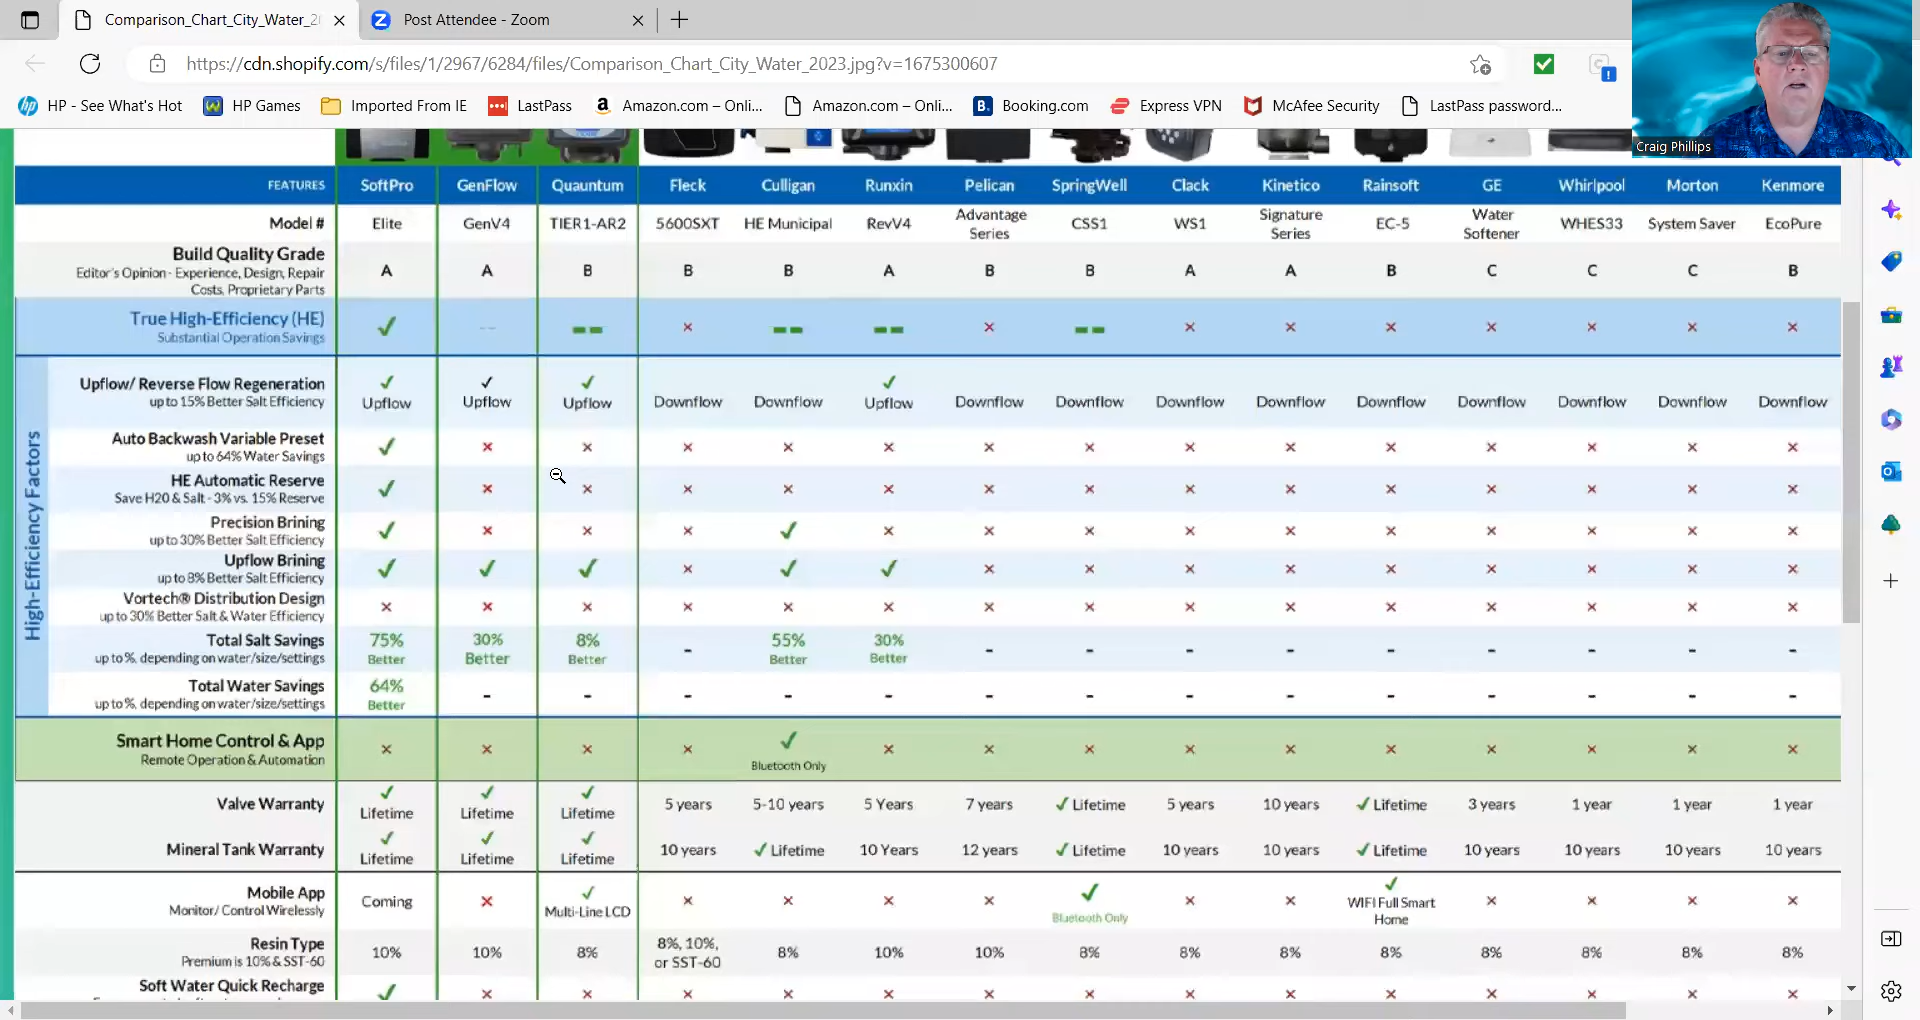 Comparison_Chart_City_Water_2
Post Attendee - Zoom
https://cdn.shopify.com/s/files/1/2967/6284/files/Comparison_Chart_City_Water_2023.jpg?v=1675300607
HP - See What's Hot
HP Games
Imported From IE
LastPass
Amazon.com – Onli...
Amazon.com – Onli...
Booking.com
Express VPN
McAfee Security
LastPass password...
Craig Phillips
FEATURES SoftPro GenFlow Quauntum Fleck Culligan Runxin Pelican SpringWell Clack Kinetico Rainsoft GE Whirlpool Morton Kenmore
Model # Elite GenV4 TIER1-AR2 5600SXT HE Municipal RevV4 Advantage Series CSS1 WS1 Signature Series EC-5 Water Softener WHES33 System Saver EcoPure
Build Quality Grade
Editor's Opinion - Experience, Design, Repair
Costs, Proprietary Parts
A A B B B A B B A A B C C C B
True High-Efficiency (HE)
Substantial Operation Savings
✓ -- -- × -- -- × -- × × × × × × ×
High-Efficiency Factors
Upflow/ Reverse Flow Regeneration
up to 15% Better Salt Efficiency
✓ ✓ ✓ ✓
Upflow Upflow Upflow Downflow Downflow Upflow Downflow Downflow Downflow Downflow Downflow Downflow Downflow Downflow Downflow
Auto Backwash Variable Preset
up to 64% Water Savings
✓ × × × × × × × × × × × × × ×
HE Automatic Reserve
Save H20 & Salt - 3% vs. 15% Reserve
✓ × × × × × × × × × × × × × ×
Precision Brining
up to 30% Better Salt Efficiency
✓ × × × ✓ × × × × × × × × × ×
Upflow Brining
up to 8% Better Salt Efficiency
✓ ✓ ✓ × ✓ ✓ × × × × × × × × ×
Vortech® Distribution Design
up to 30% Better Salt & Water Efficiency
× × × × × × × × × × × × × × ×
Total Salt Savings
up to %, depending on water/size/settings
75% 30% 8% - 55% 30% - - - - - - - - -
Better Better Better Better Better
Total Water Savings
up to %, depending on water/size/settings
64% - - - - - - - - - - - - - -
Better
Smart Home Control & App
Remote Operation & Automation
× × × × ✓ × × × × × × × × × ×
Bluetooth Only
Valve Warranty ✓ Lifetime ✓ Lifetime ✓ Lifetime 5 years 5-10 years 5 Years 7 years ✓ Lifetime 5 years 10 years ✓ Lifetime 3 years 1 year 1 year 1 year
Mineral Tank Warranty ✓ Lifetime ✓ Lifetime ✓ Lifetime 10 years ✓ Lifetime 10 Years 12 years ✓ Lifetime 10 years 10 years ✓ Lifetime 10 years 10 years 10 years 10 years
Mobile App
Monitor/ Control Wirelessly
Coming × ✓ Multi-Line LCD × × × × ✓ Bluetooth Only × × ✓ WIFI Full Smart Home × × × ×
Resin Type
Premium is 10% & SST-60
10% 10% 8% 8%, 10%, or SST-60 8% 10% 10% 8% 8% 8% 8% 8% 8% 8% 8%
Soft Water Quick Recharge
✓ × × × × × × × × × × × × × ×